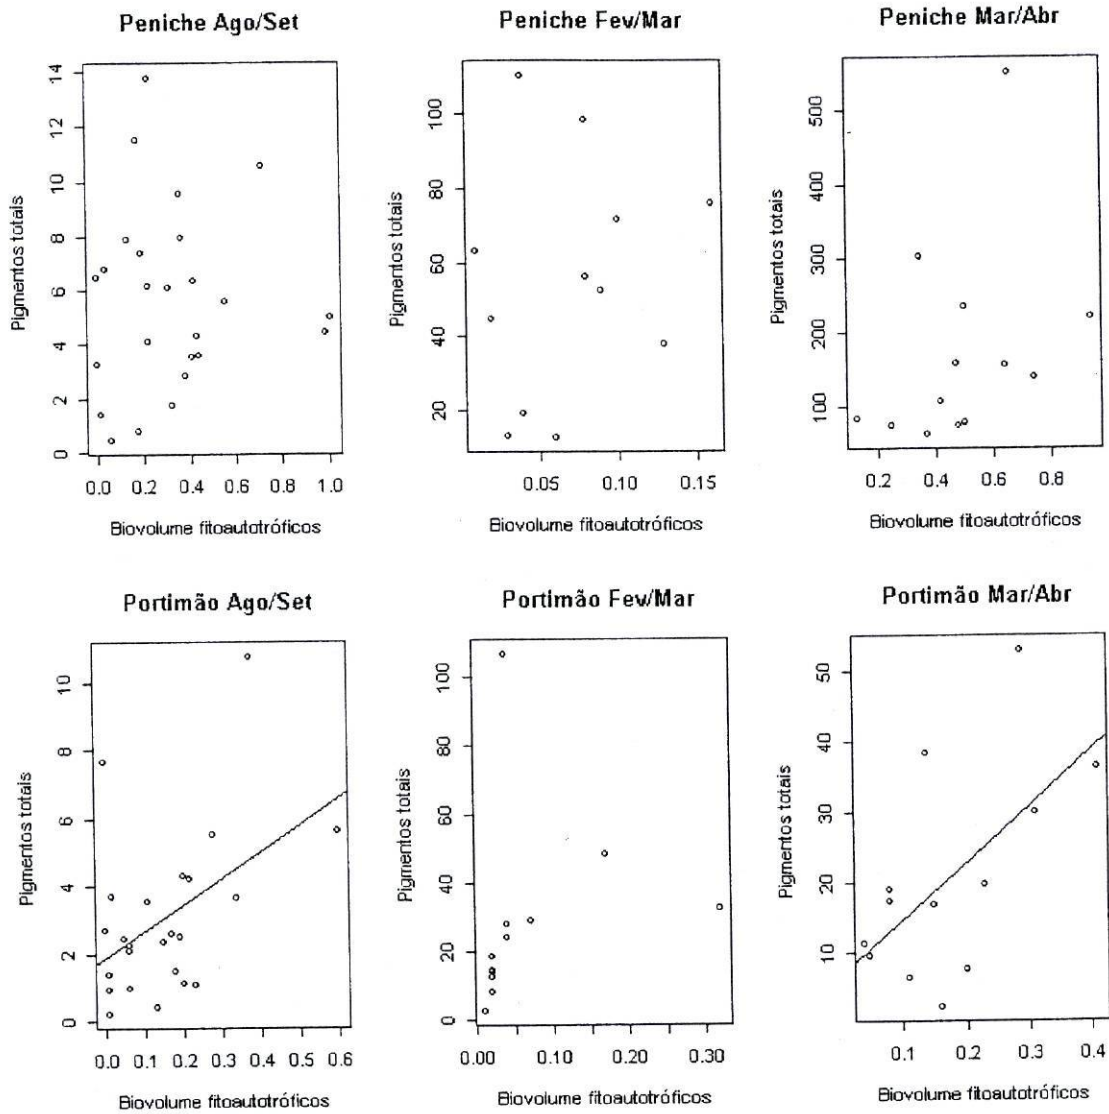 Peniche Ago/Set
Pigmentos totais
14
12
10
8
6
4
2
0
0.0 0.2 0.4 0.6 0.8 1.0
Biovolume fitoautotróficos
Peniche Fev/Mar
Pigmentos totais
100
80
60
40
20
0.05 0.10 0.15
Biovolume fitoautotróficos
Peniche Mar/Abr
Pigmentos totais
500
400
300
200
100
0.2 0.4 0.6 0.8
Biovolume fitoautotróficos
Portimão Ago/Set
Pigmentos totais
10
8
6
4
2
0
0.0 0.1 0.2 0.3 0.4 0.5 0.6
Biovolume fitoautotróficos
Portimão Fev/Mar
Pigmentos totais
100
80
60
40
20
0
0.00 0.10 0.20 0.30
Biovolume fitoautotróficos
Portimão Mar/Abr
Pigmentos totais
50
40
30
20
10
0.1 0.2 0.3 0.4
Biovolume fitoautotróficos